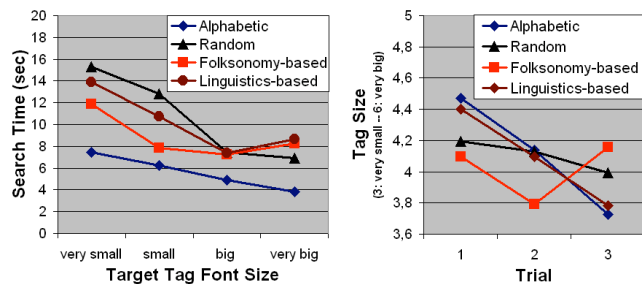 Search Time (sec)
20
18
16
14
12
10
8
6
4
2
0
Alphabetic
Random
Folksonomy-based
Linguistics-based
very small
small
big
very big
Target Tag Font Size
Tag Size
(3: very small -- 6: very big)
5
4,8
4,6
4,4
4,2
4
3,8
3,6
Alphabetic
Random
Folksonomy-based
Linguistics-based
1
2
3
Trial